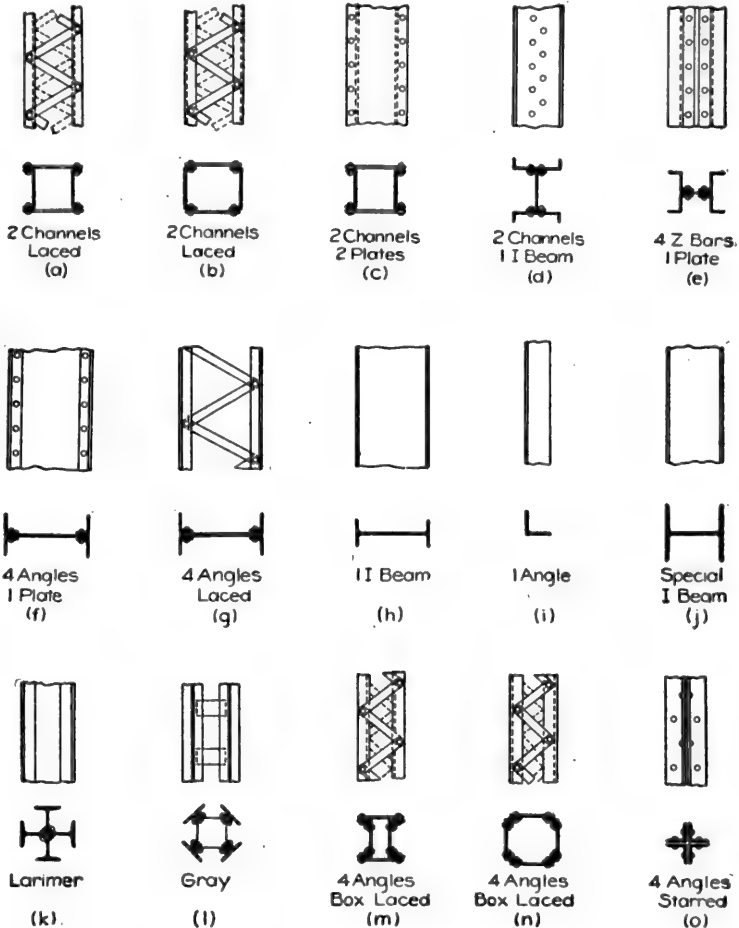 2 Channels
Laced
(a)
2 Channels
Laced
(b)
2 Channels
2 Plates
(c)
2 Channels
1 I Beam
(d)
4 Z Bars.
1 Plate
(e)
4 Angles
1 Plate
(f)
4 Angles
Laced
(g)
1 I Beam
(h)
1 Angle
(i)
Special
I Beam
(j)
Larimer
(k).
Gray
(l)
4 Angles
Box Laced
(m)
4 Angles
Box Laced
(n)
4 Angles
Starred
(o)